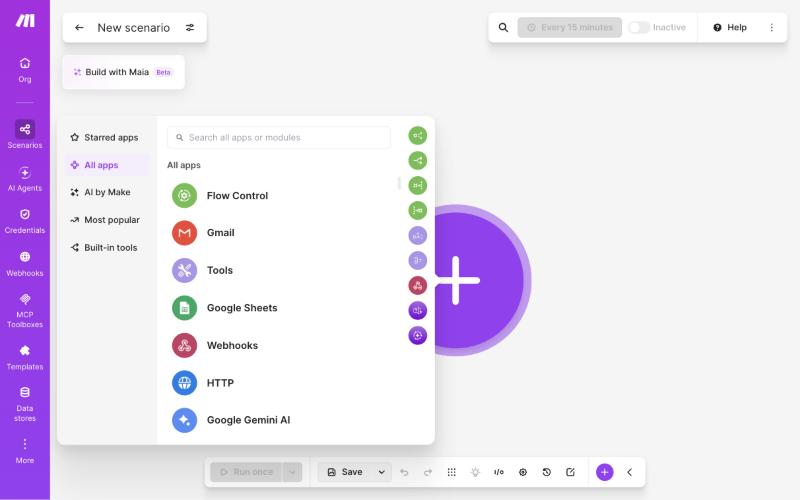 New scenario
Every 15 minutes
Inactive
Help
Build with Maia Beta
Org
Scenarios
AI Agents
Credentials
Webhooks
MCP
Toolboxes
Templates
Data
stores
More
Starred apps
All apps
AI by Make
Most popular
Built-in tools
Search all apps or modules
All apps
Flow Control
Gmail
Tools
Google Sheets
Webhooks
HTTP
Google Gemini AI
Run once
Save
I/O